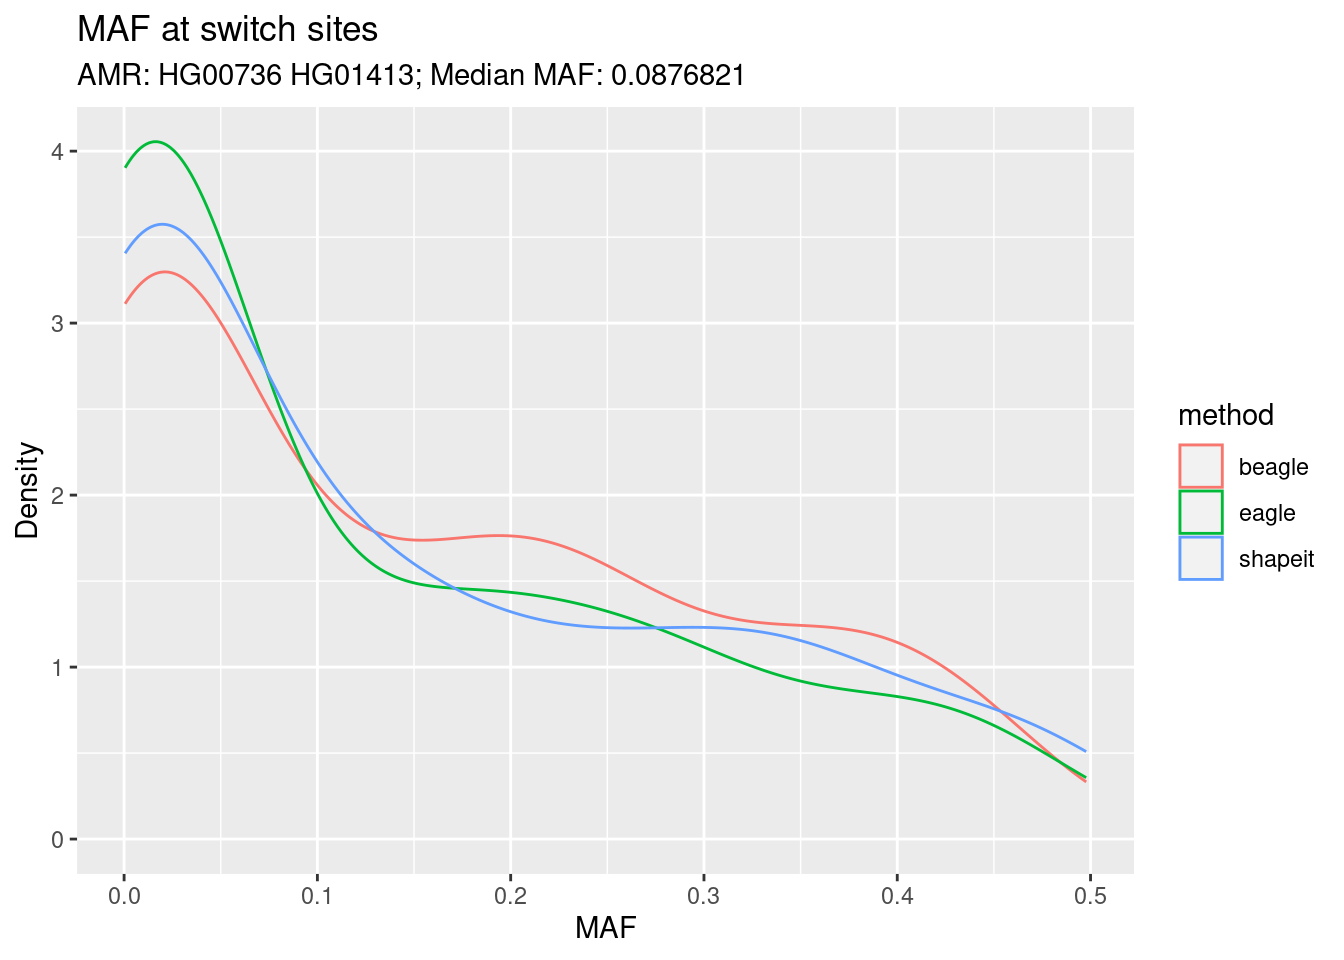 MAF at switch sites
AMR: HG00736 HG01413; Median MAF: 0.0876821
4
3
2
1
0
Density
0.0 0.1 0.2 0.3 0.4 0.5
MAF
method
beagle
eagle
shapeit